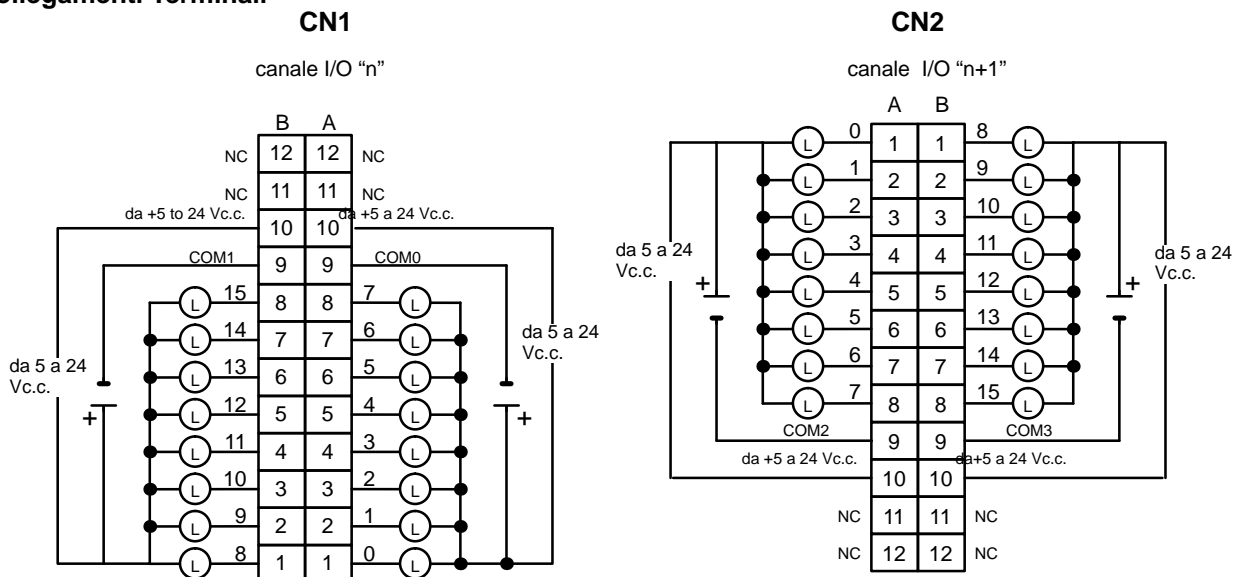 ollegamenti Terminali
CN1
canale I/O “n”
B A
NC 12 12 NC
NC 11 11 NC
da +5 to 24 Vc.c. da +5 a 24 Vc.c.
10 10
COM1 9 9 COM0
15 8 8 7
L L
14 7 7 6
L L
da 5 a 24
Vc.c.
da 5 a 24
Vc.c.
13 6 6 5
L L
+ 12 5 5 4 +
L L
11 4 4 3
L L
10 3 3 2
L L
9 2 2 1
L L
8 1 1 0
L L
CN2
canale I/O “n+1”
A B
0 1 1 8
L L
1 2 2 9
L L
2 3 3 10
L L
da 5 a 24
Vc.c.
da 5 a 24
Vc.c.
3 4 4 11
L L
+ 4 5 5 12 +
L L
5 6 6 13
L L
6 7 7 14
L L
7 8 8 15
L L
COM2 9 9 COM3
da +5 a 24 Vc.c. da+5 a 24 Vc.c.
10 10
NC 11 11 NC
NC 12 12 NC